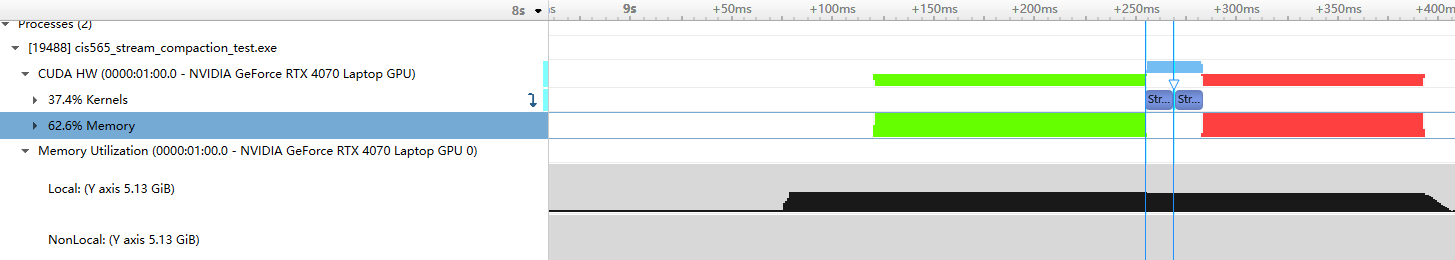 8s 9s +50ms +100ms +150ms +200ms +250ms +300ms +350ms +400ms
Processes (2)
[19488] cis565_stream_compaction_test.exe
CUDA HW (0000:01:00.0 - NVIDIA GeForce RTX 4070 Laptop GPU)
37.4% Kernels Str... Str...
62.6% Memory
Memory Utilization (0000:01:00.0 - NVIDIA GeForce RTX 4070 Laptop GPU 0)
Local: (Y axis 5.13 GiB)
NonLocal: (Y axis 5.13 GiB)